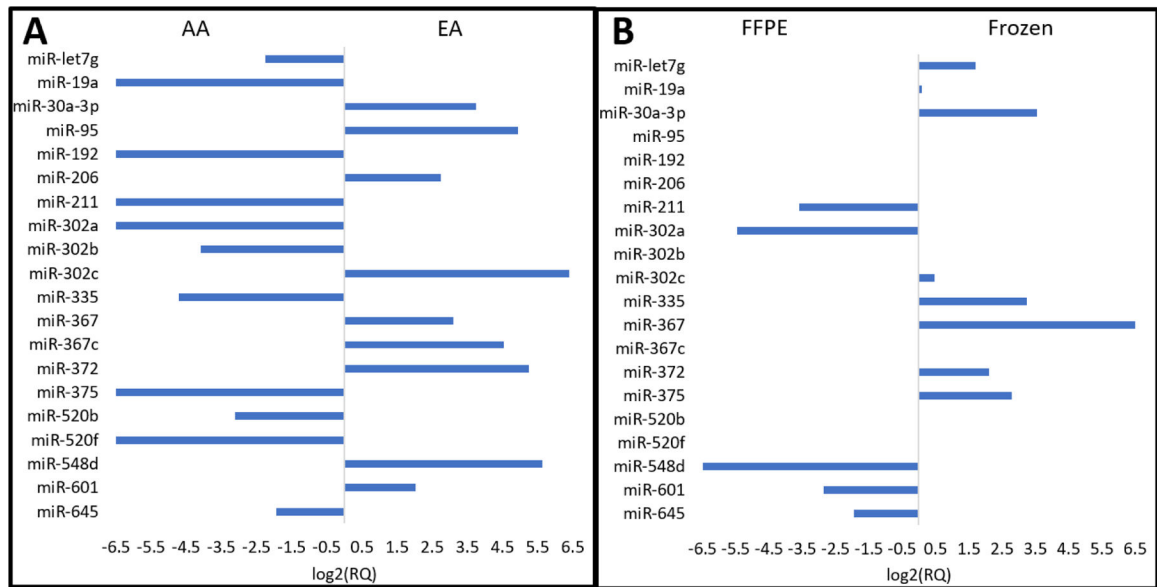 A
AA
EA
miR-let7g
miR-19a
miR-30a-3p
miR-95
miR-192
miR-206
miR-211
miR-302a
miR-302b
miR-302c
miR-335
miR-367
miR-367c
miR-372
miR-375
miR-520b
miR-520f
miR-548d
miR-601
miR-645
-6.5 -5.5 -4.5 -3.5 -2.5 -1.5 -0.5 0.5 1.5 2.5 3.5 4.5 5.5 6.5
log2(RQ)
B
FFPE
Frozen
miR-let7g
miR-19a
miR-30a-3p
miR-95
miR-192
miR-206
miR-211
miR-302a
miR-302b
miR-302c
miR-335
miR-367
miR-367c
miR-372
miR-375
miR-520b
miR-520f
miR-548d
miR-601
miR-645
-6.5 -5.5 -4.5 -3.5 -2.5 -1.5 -0.5 0.5 1.5 2.5 3.5 4.5 5.5 6.5
log2(RQ)